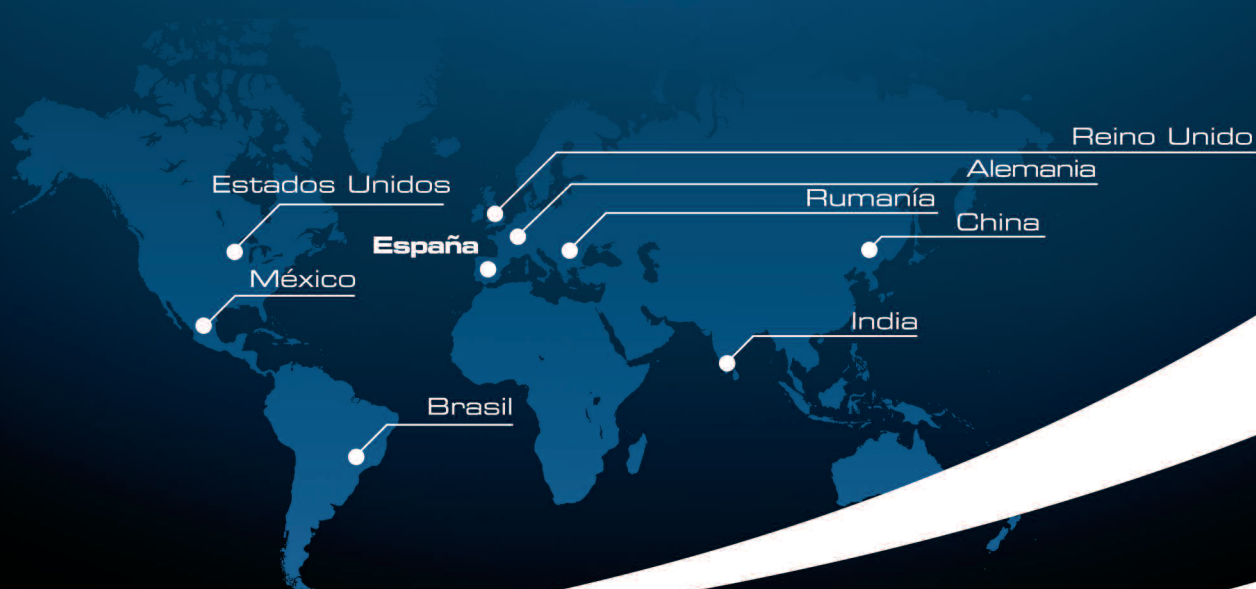 Reino Unido
Alemania
Estados Unidos
Rumanía
China
España
México
India
Brasil